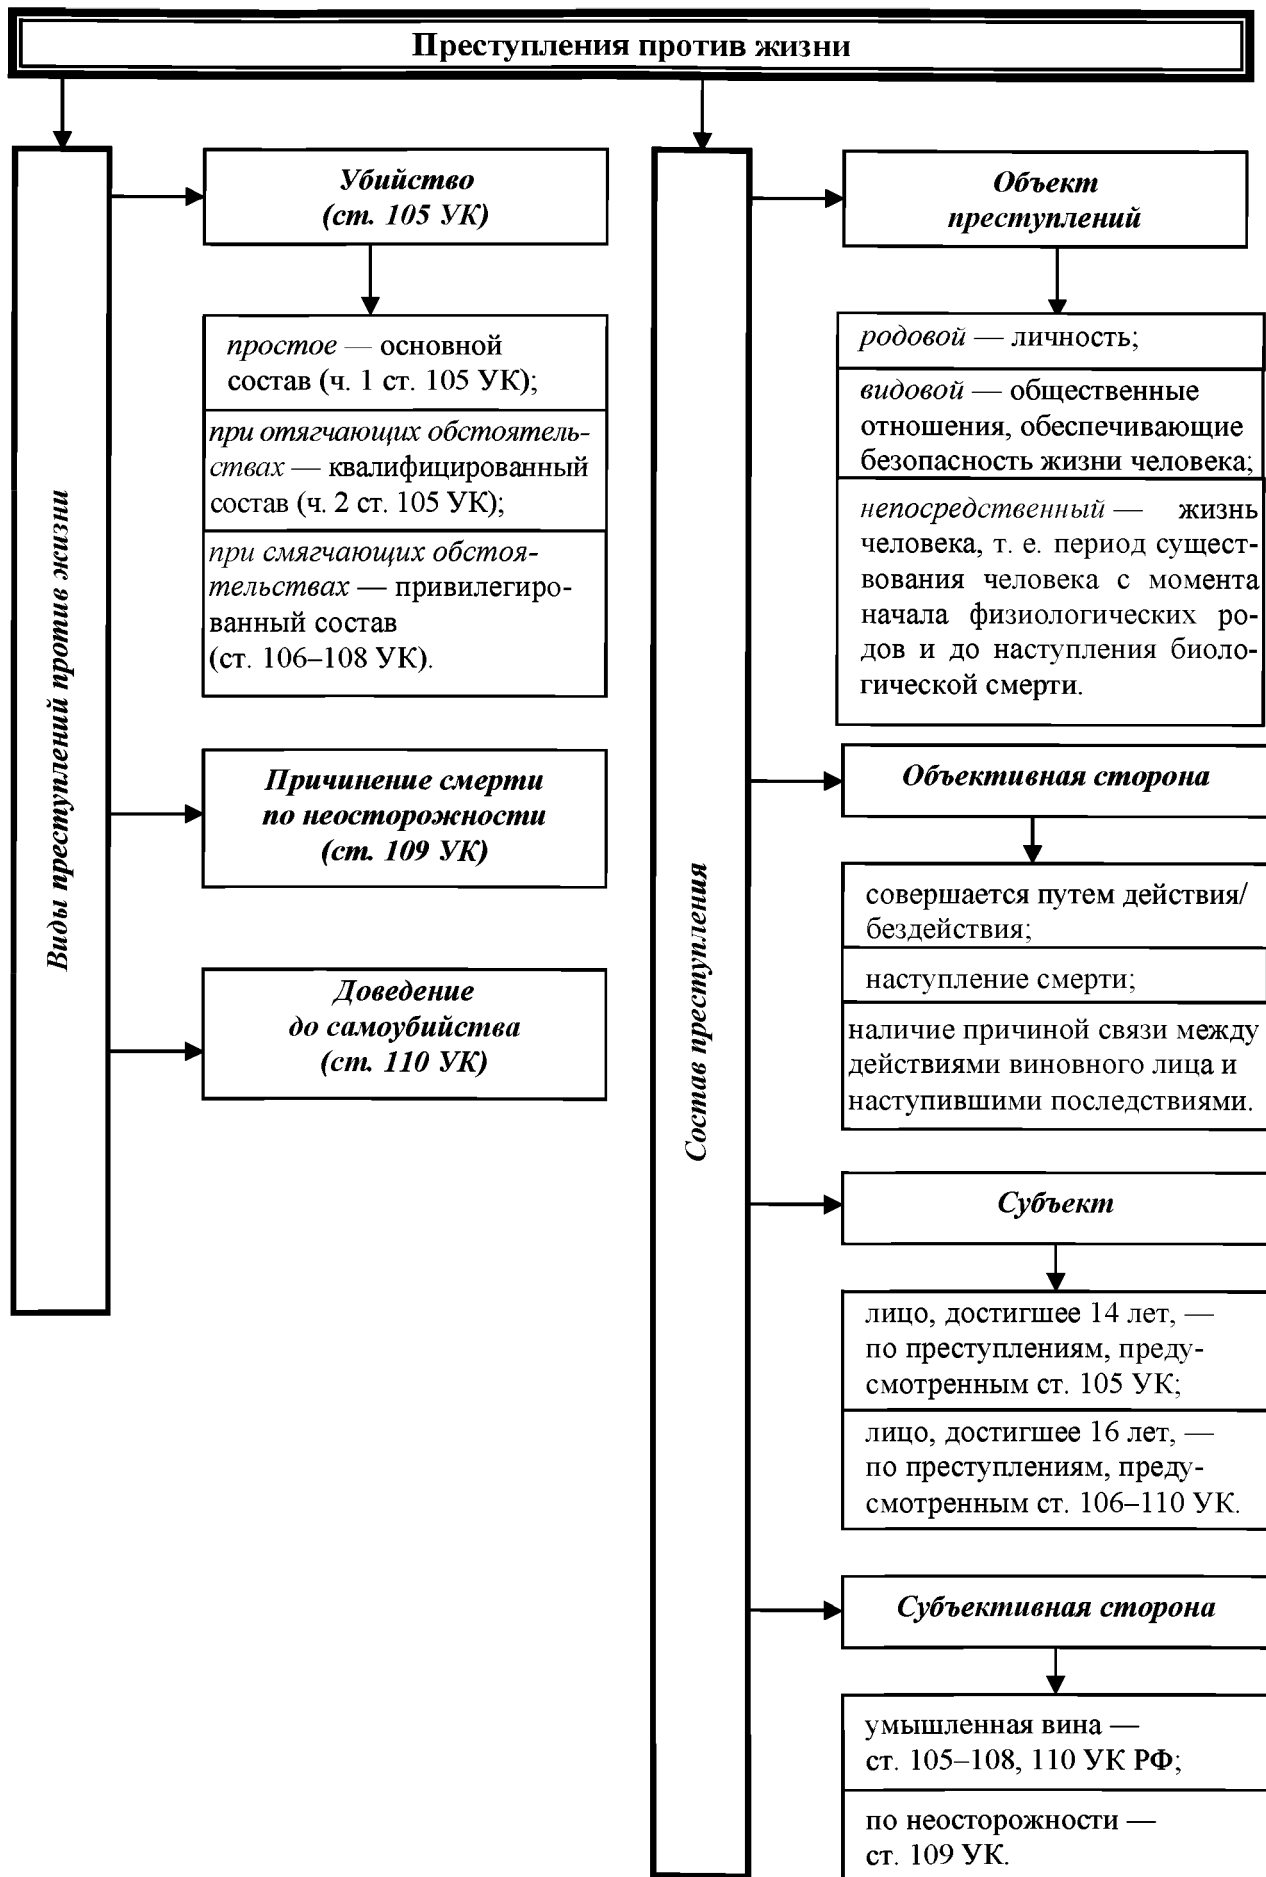 Преступления против жизни
Виды преступлений против жизни
Убийство
(ст. 105 УК)
простое — основной
состав (ч. 1 ст. 105 УК);
при отягчающих обстоятель-
ствах — квалифицированный
состав (ч. 2 ст. 105 УК);
при смягчающих обстоя-
тельствах — привилегиро-
ванный состав
(ст. 106–108 УК).
Причинение смерти
по неосторожности
(ст. 109 УК)
Доведение
до самоубийства
(ст. 110 УК)
Состав преступления
Объект
преступлений
родовой — личность;
видовой — общественные
отношения, обеспечивающие
безопасность жизни человека;
непосредственный — жизнь
человека, т. е. период сущест-
вования человека с момента
начала физиологических ро-
дов и до наступления биоло-
гической смерти.
Объективная сторона
совершается путем действия/
бездействия;
наступление смерти;
наличие причиной связи между
действиями виновного лица и
наступившими последствиями.
Субъект
лицо, достигшее 14 лет, —
по преступлениям, преду-
смотренным ст. 105 УК;
лицо, достигшее 16 лет, —
по преступлениям, преду-
смотренным ст. 106–110 УК.
Субъективная сторона
умышленная вина —
ст. 105–108, 110 УК РФ;
по неосторожности —
ст. 109 УК.